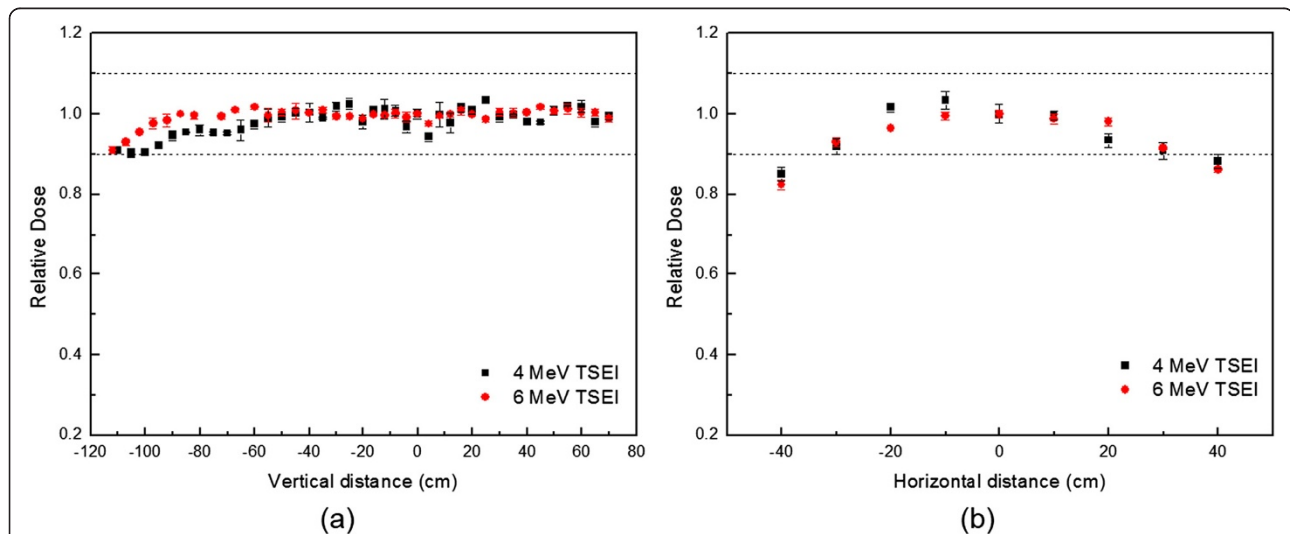 1.2
1.0
0.8
0.6
0.4
0.2
Relative Dose
4 MeV TSEI
6 MeV TSEI
-120 -100 -80 -60 -40 -20 0 20 40 60 80
Vertical distance (cm)
(a)
1.2
1.0
0.8
0.6
0.4
0.2
Relative Dose
4 MeV TSEI
6 MeV TSEI
-40 -20 0 20 40
Horizontal distance (cm)
(b)